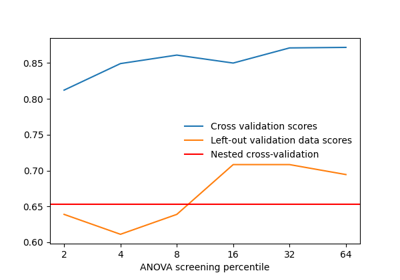 0.85
0.80
0.75
0.70
0.65
0.60
Cross validation scores
Left-out validation data scores
Nested cross-validation
2 4 8 16 32 64
ANOVA screening percentile